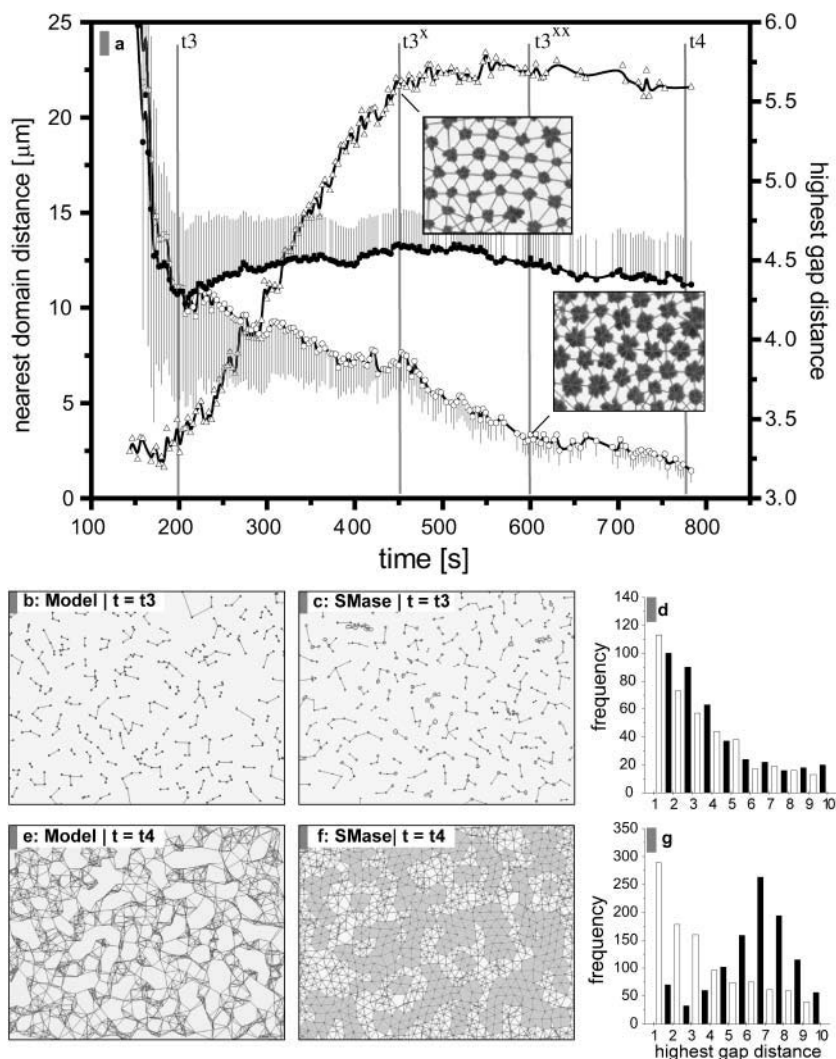 a
t3
t3x
t3xx
t4
25
20
15
10
5
0
nearest domain distance [µm]
6.0
5.5
5.0
4.5
4.0
3.5
3.0
highest gap distance
100 200 300 400 500 600 700 800
time [s]
b: Model | t = t3
c: SMase | t = t3
d
140
120
100
80
60
40
20
0
frequency
1 2 3 4 5 6 7 8 9 10
e: Model | t = t4
f: SMase| t = t4
g
350
300
250
200
150
100
50
0
frequency
1 2 3 4 5 6 7 8 9 10
highest gap distance